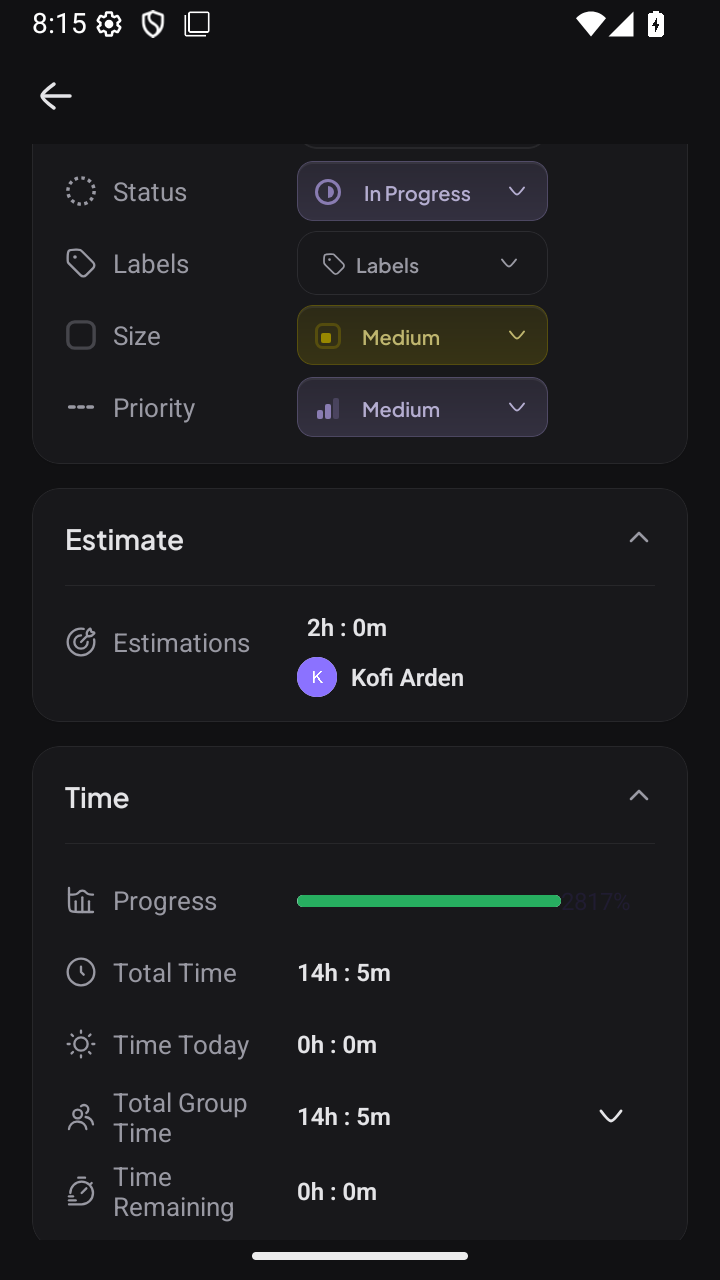 8:15
Status
In Progress
Labels
Labels
Size
Medium
Priority
Medium
Estimate
Estimations
2h : 0m
K
Kofi Arden
Time
Progress
2817%
Total Time
14h : 5m
Time Today
0h : 0m
Total Group
Time
14h : 5m
Time
Remaining
0h : 0m